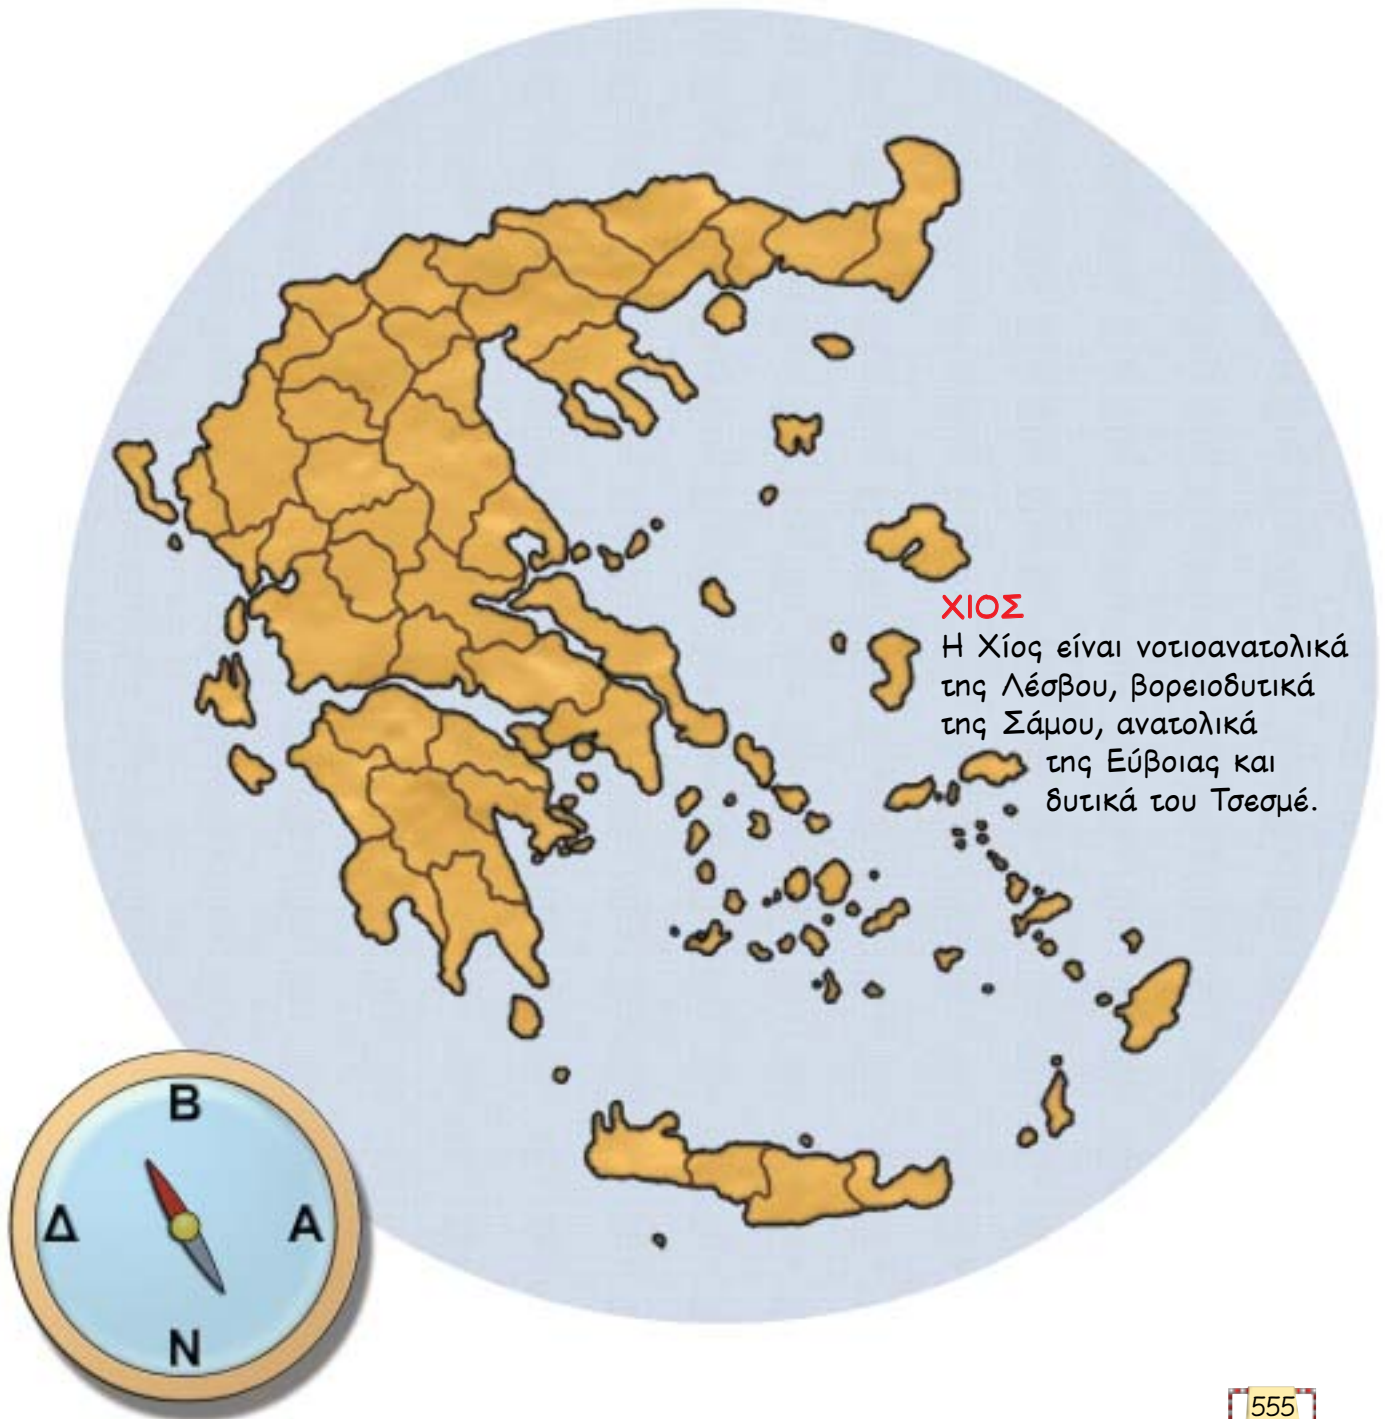 ΧΙΟΣ
Η Χίος είναι νοτιοανατολικά
της Λέσβου, βορειοδυτικά
της Σάμου, ανατολικά
της Εύβοιας και
δυτικά του Τσεσμέ.
Β
Δ
Α
Ν
555